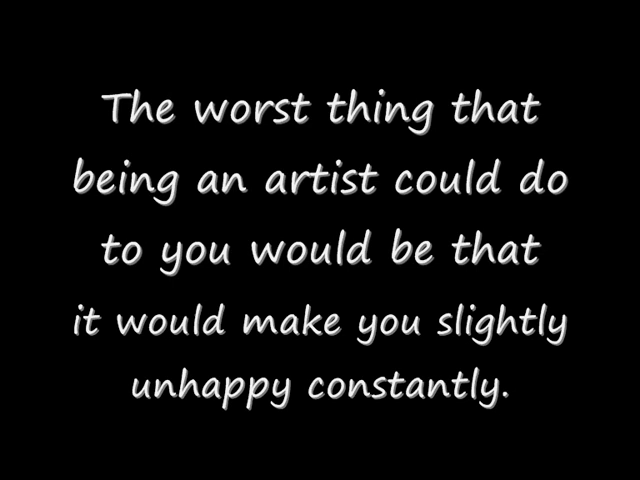 The worst thing that
being an artist could do
to you would be that
it would make you slightly
unhappy constantly.